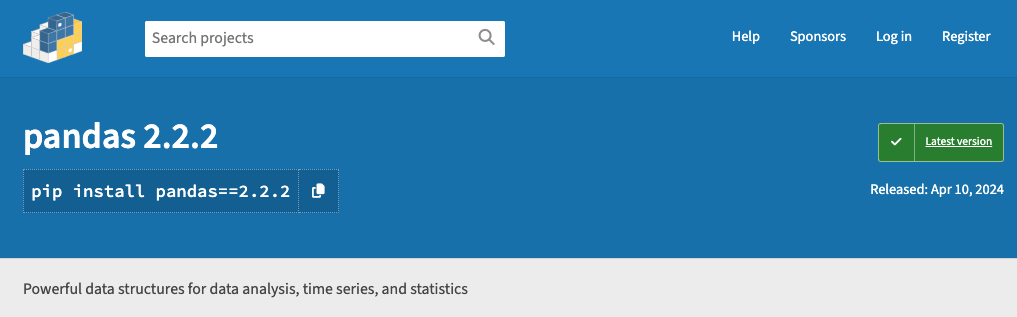 Search projects
Help Sponsors Log in Register
pandas 2.2.2
Latest version
pip install pandas==2.2.2
Released: Apr 10, 2024
Powerful data structures for data analysis, time series, and statistics